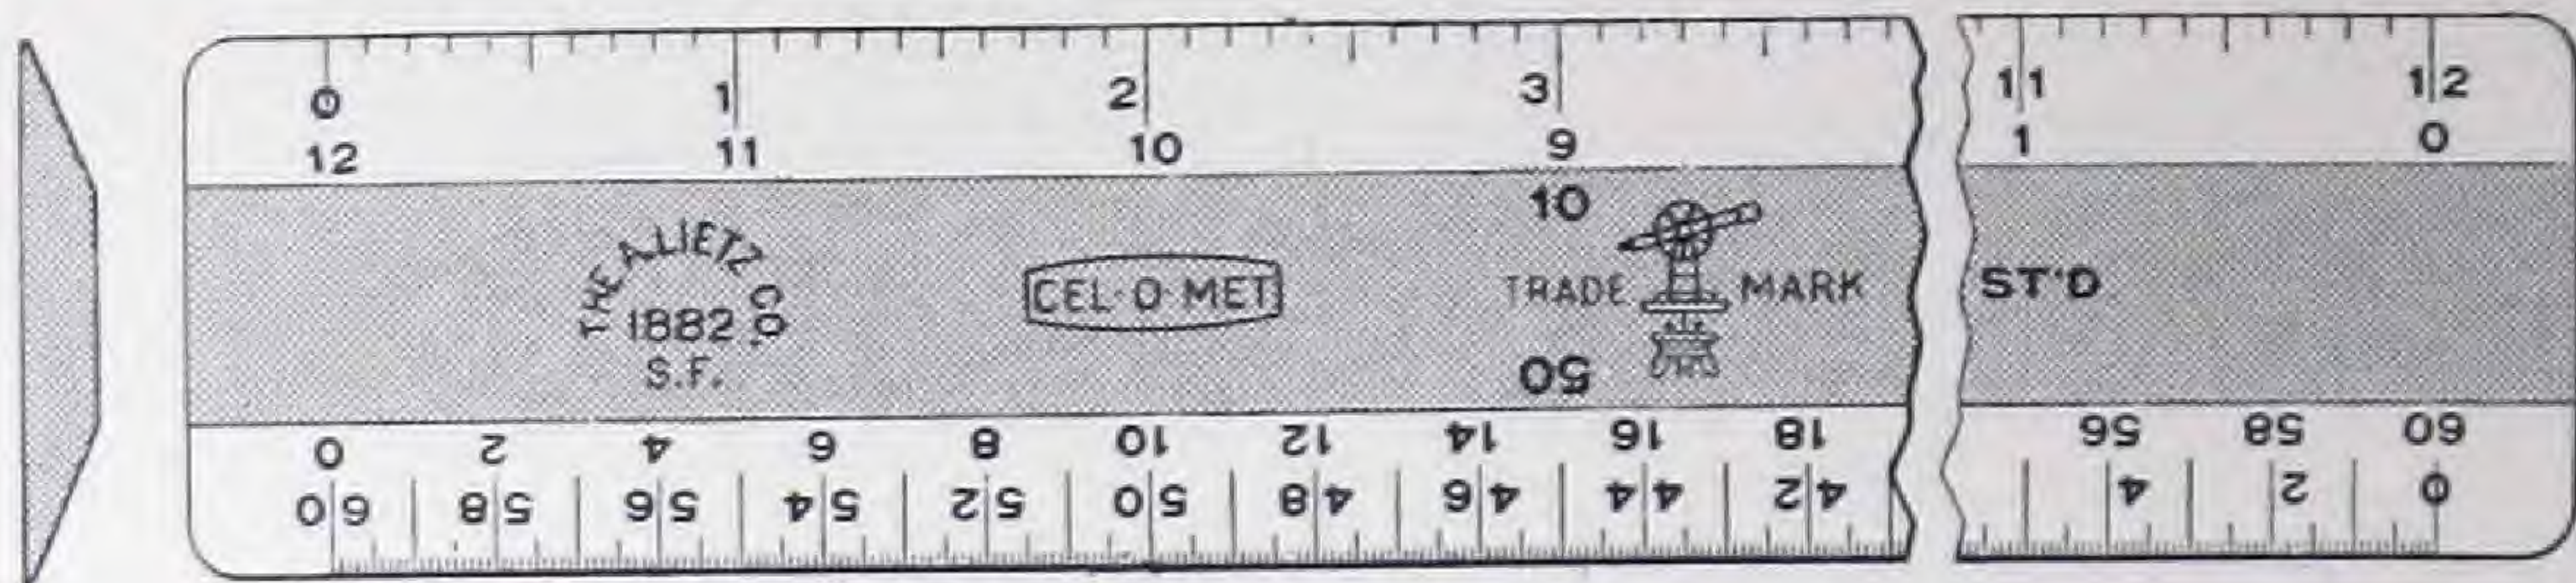 0 1 2 3 11 12
12 11 10 9 1 0
10
THE A. LIETZ CO.
1882
S.F.
CEL-O-MET
TRADE MARK
ST'D
50
0 2 4 6 8 10 12 14 16 18 56 58 60
60 58 56 54 52 50 48 46 44 42 4 2 0